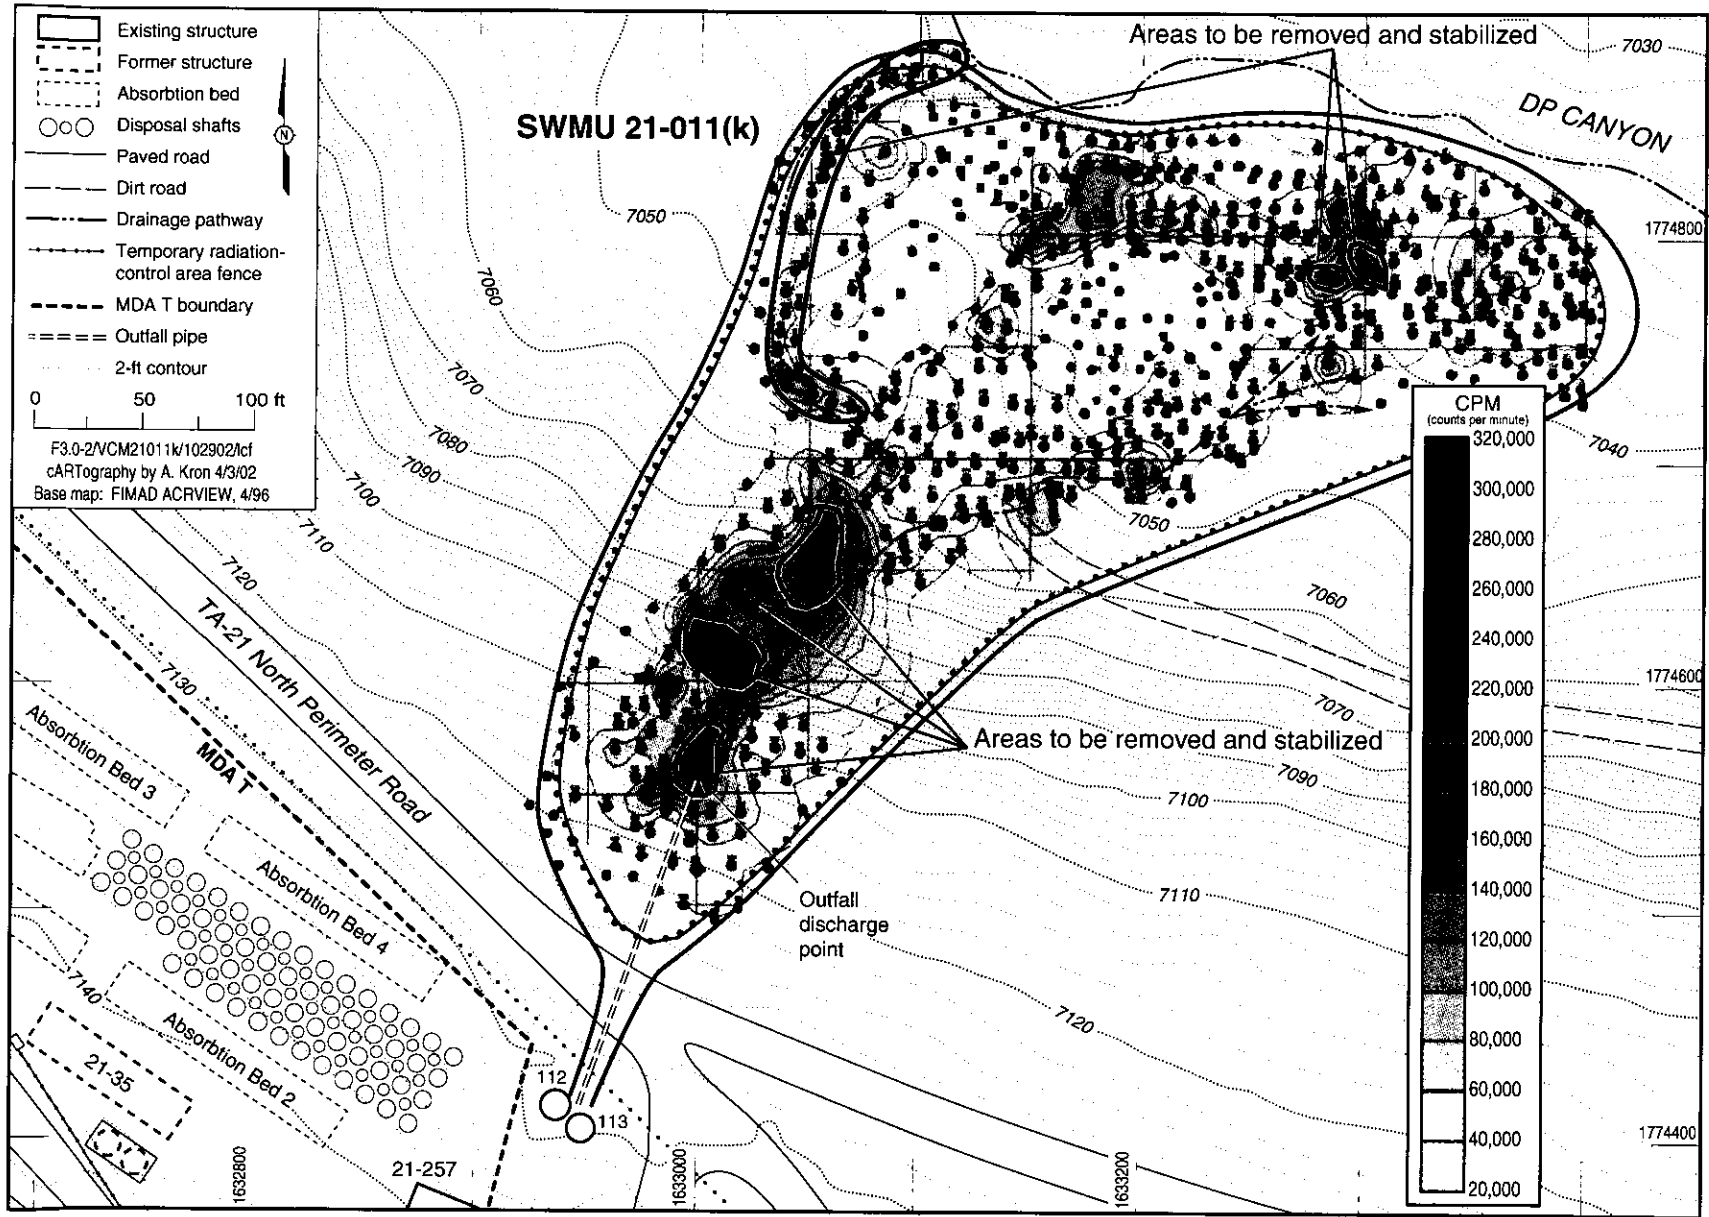 Existing structure
Former structure
Absorbtion bed
Disposal shafts
Paved road
Dirt road
Drainage pathway
Temporary radiation-
control area fence
MDA T boundary
Outfall pipe
2-ft contour
0 50 100 ft
F3.0-2/VCM21011k/102902/lcf
cARTography by A. Kron 4/3/02
Base map: FIMAD ACRVIEW, 4/96
N
SWMU 21-011(k)
Areas to be removed and stabilized
7030
DP CANYON
7050
1774800
7060
7070
7080
7090
7100
7110
7120
7130
7140
7040
7050
7060
7070
7090
7100
7110
7120
1774600
1774400
TA-21 North Perimeter Road
MDA T
Absorbtion Bed 3
Absorbtion Bed 4
Absorbtion Bed 2
21-35
21-257
112
113
Areas to be removed and stabilized
Outfall
discharge
point
1632800
1633000
1633200
CPM
(counts per minute)
320,000
300,000
280,000
260,000
240,000
220,000
200,000
180,000
160,000
140,000
120,000
100,000
80,000
60,000
40,000
20,000